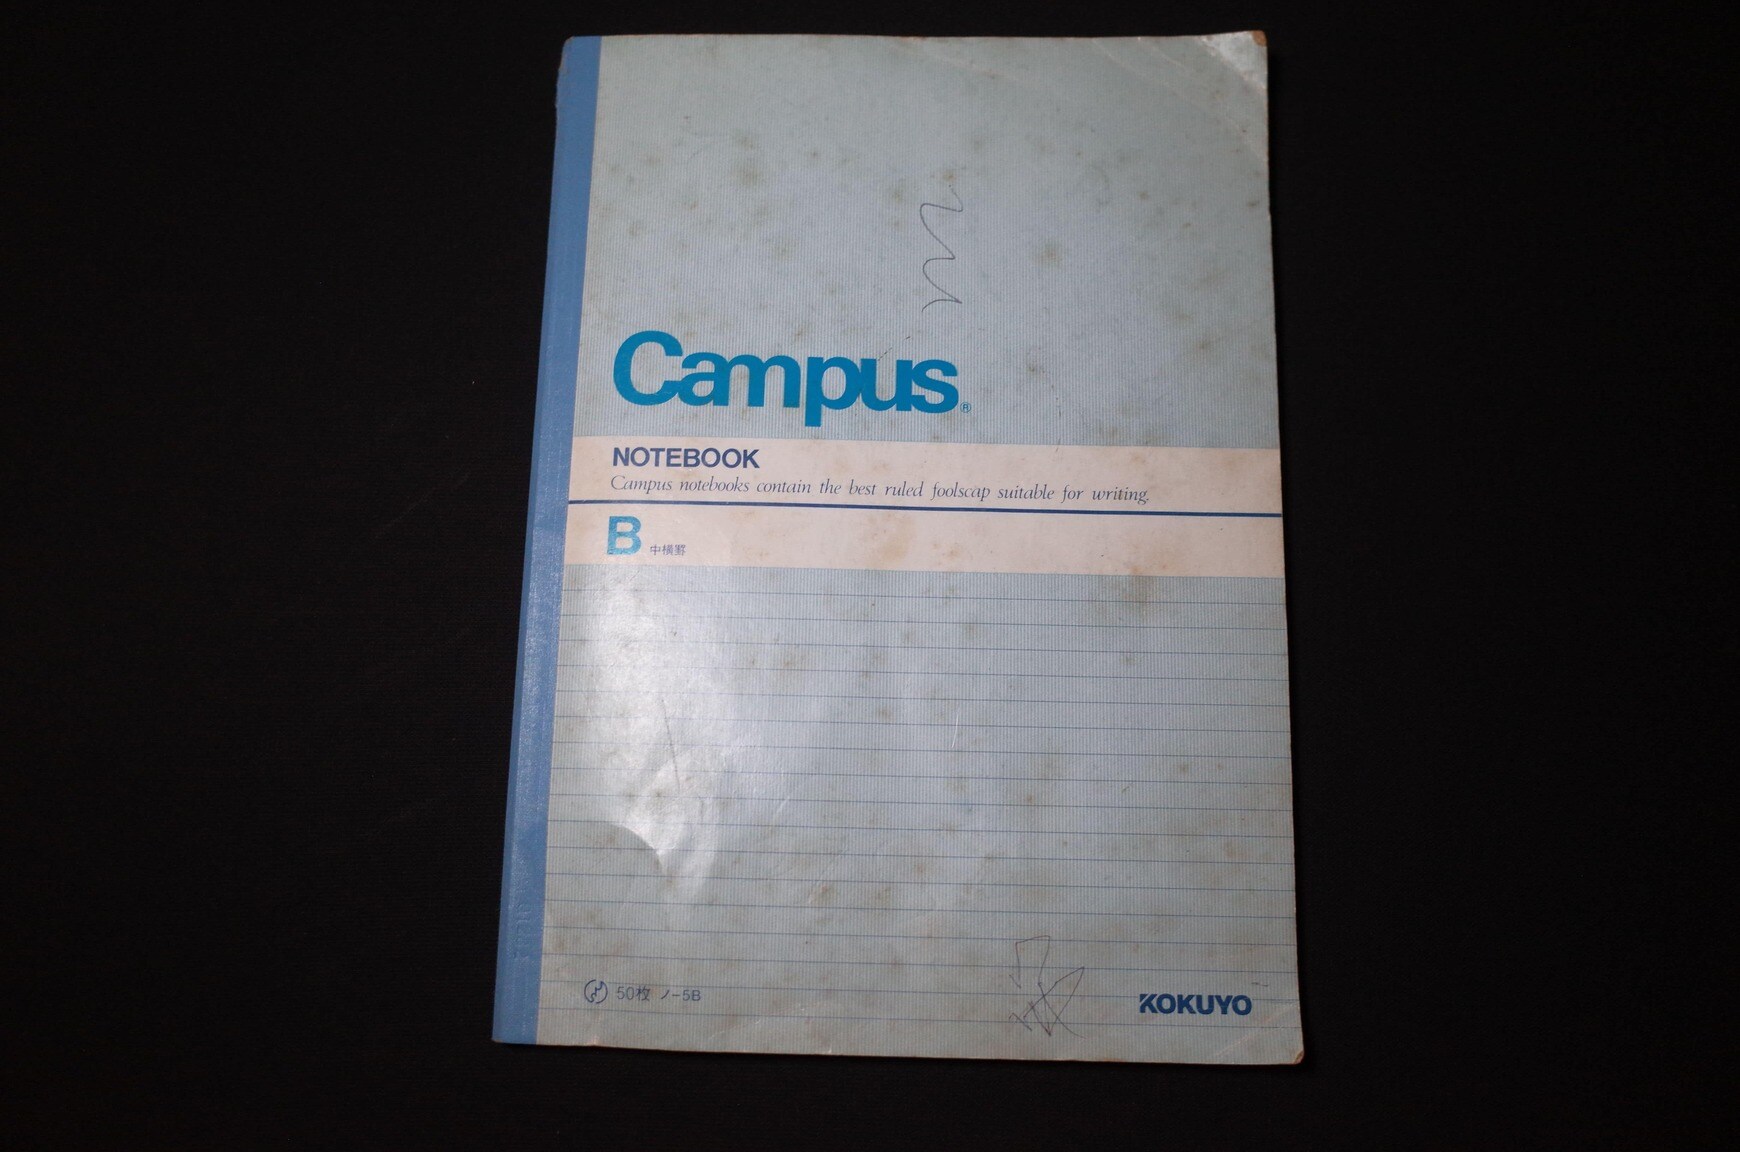 Campus®
NOTEBOOK
Campus notebooks contain the best ruled foolscap suitable for writing.
B 中横罫
50枚 ノ-5B
KOKUYO